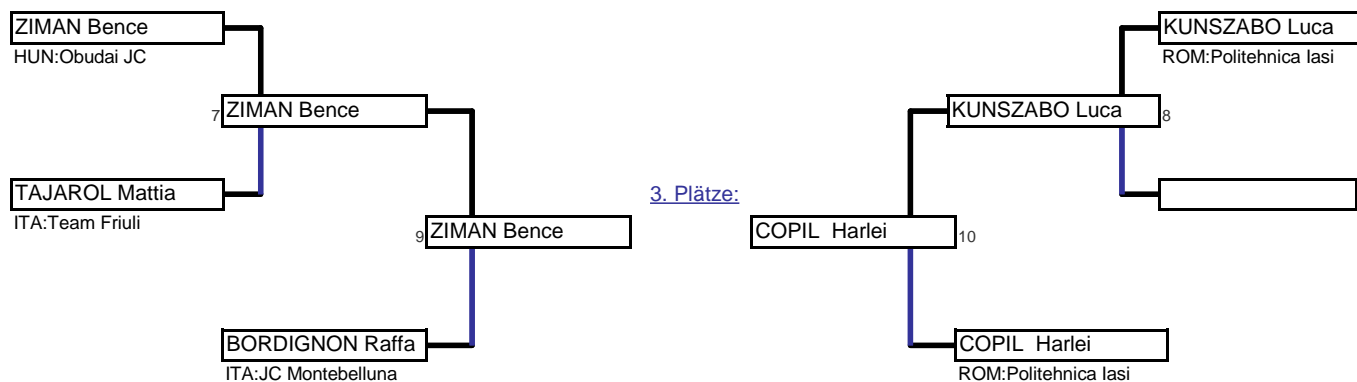 ZIMAN Bence
HUN:Obudai JC
7 ZIMAN Bence
TAJAROL Mattia
ITA:Team Friuli
9 ZIMAN Bence
BORDIGNON Raffa
ITA:JC Montebelluna
3. Plätze:
KUNSZABO Luca
ROM:Politehnica Iasi
KUNSZABO Luca 8
COPIL  Harlei 10
COPIL  Harlei
ROM:Politehnica Iasi